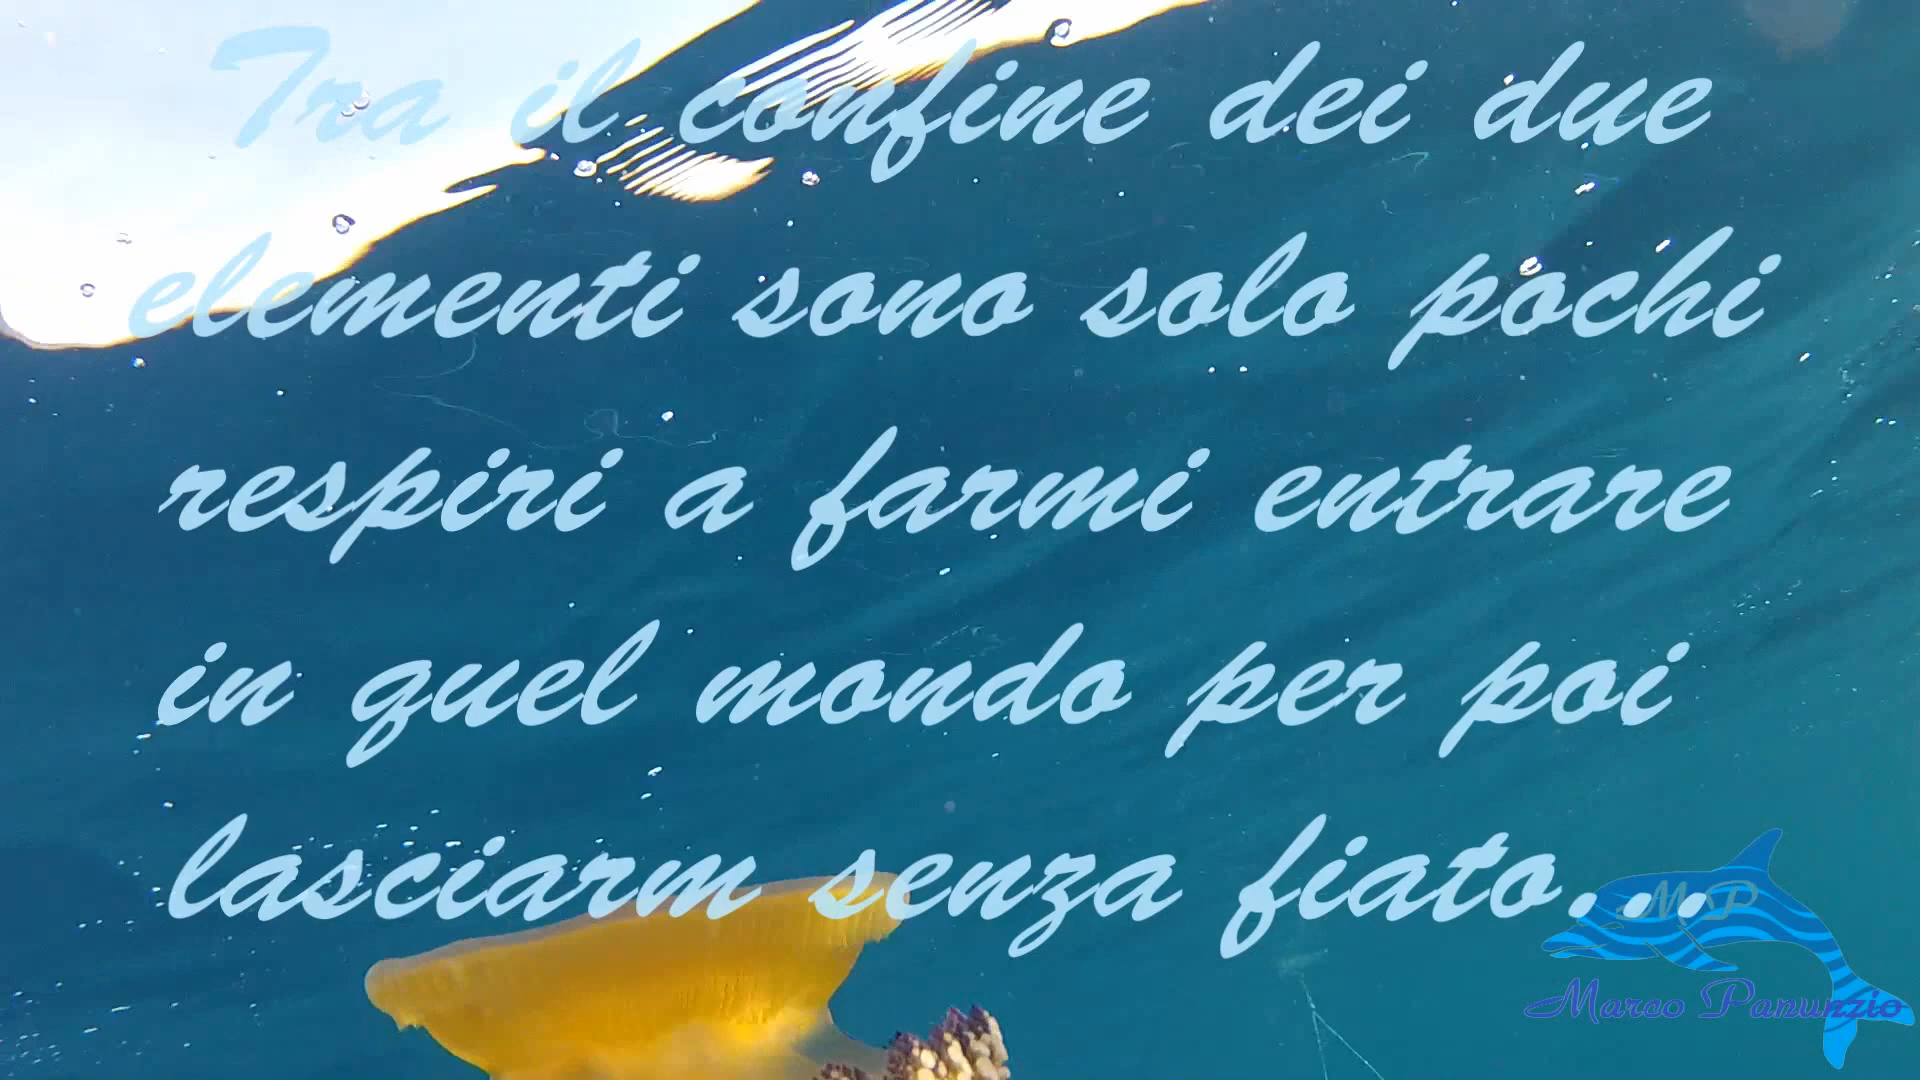 Tra il confine dei due
elementi sono solo pochi
respiri a farmi entrare
in quel mondo per poi
lasciarm senza fiato...
MP
Marco Panunzio